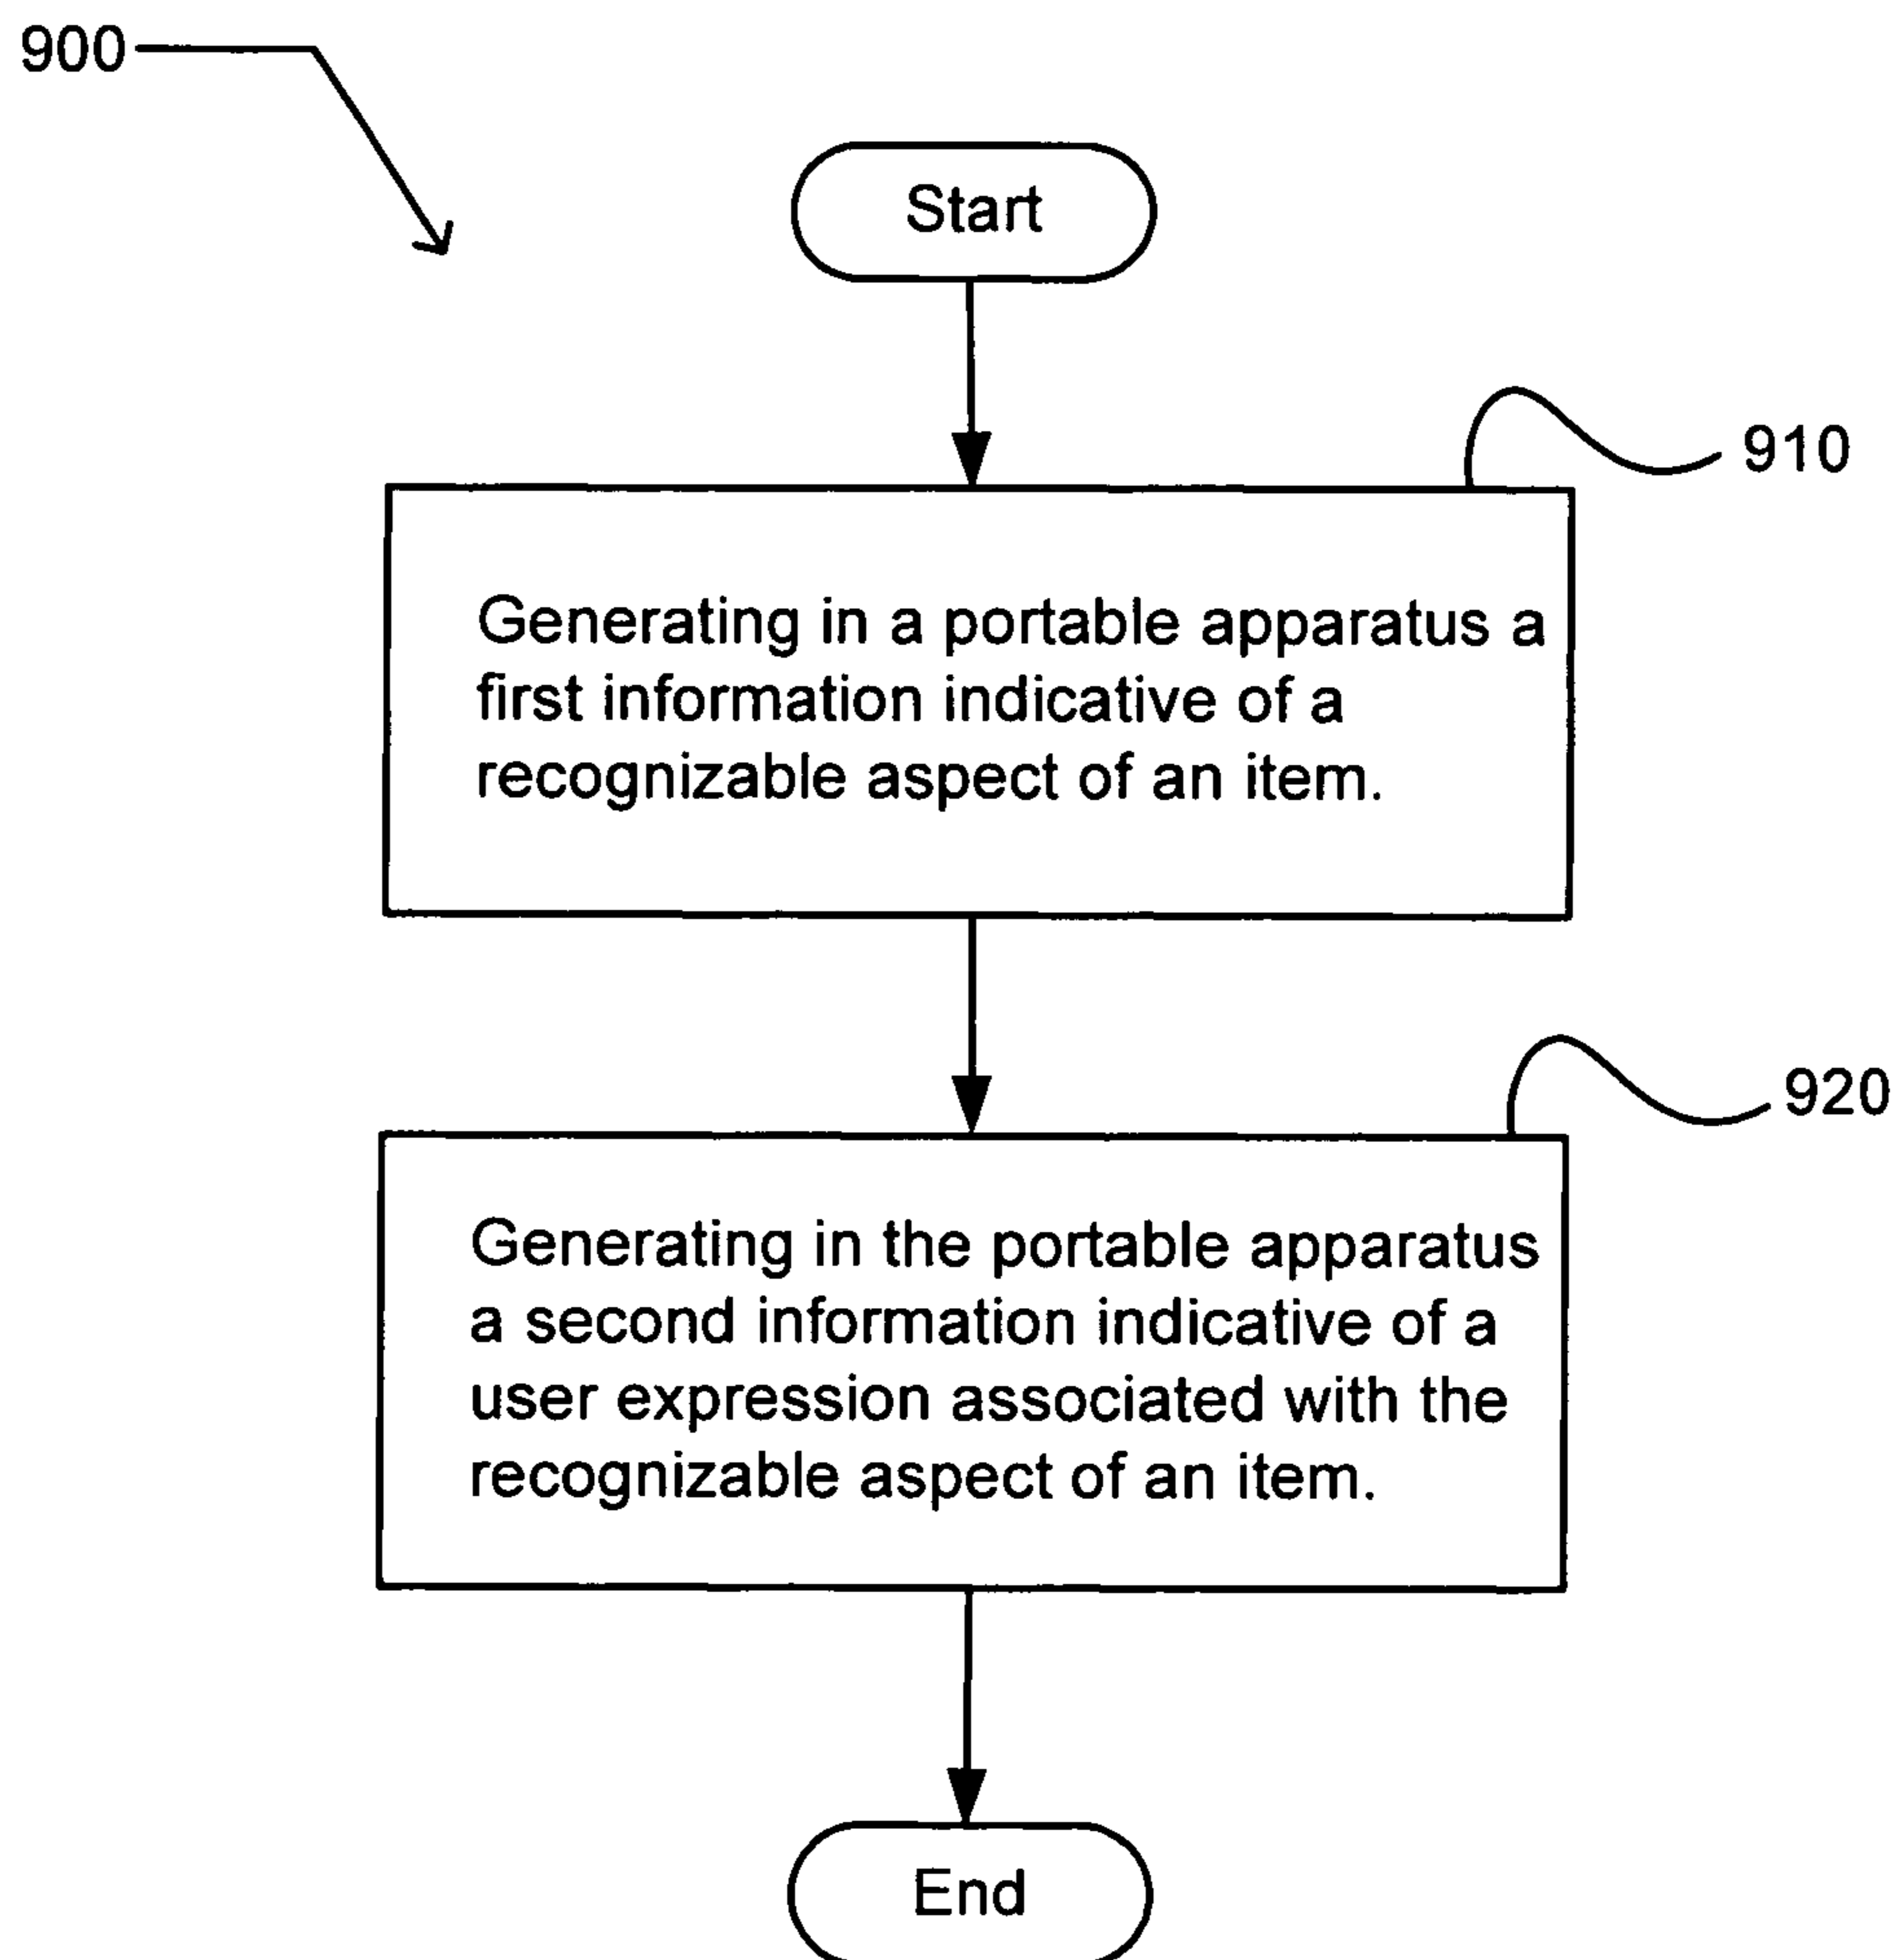 900
Start
910
Generating in a portable apparatus a
first information indicative of a
recognizable aspect of an item.
920
Generating in the portable apparatus
a second information indicative of a
user expression associated with the
recognizable aspect of an item.
End